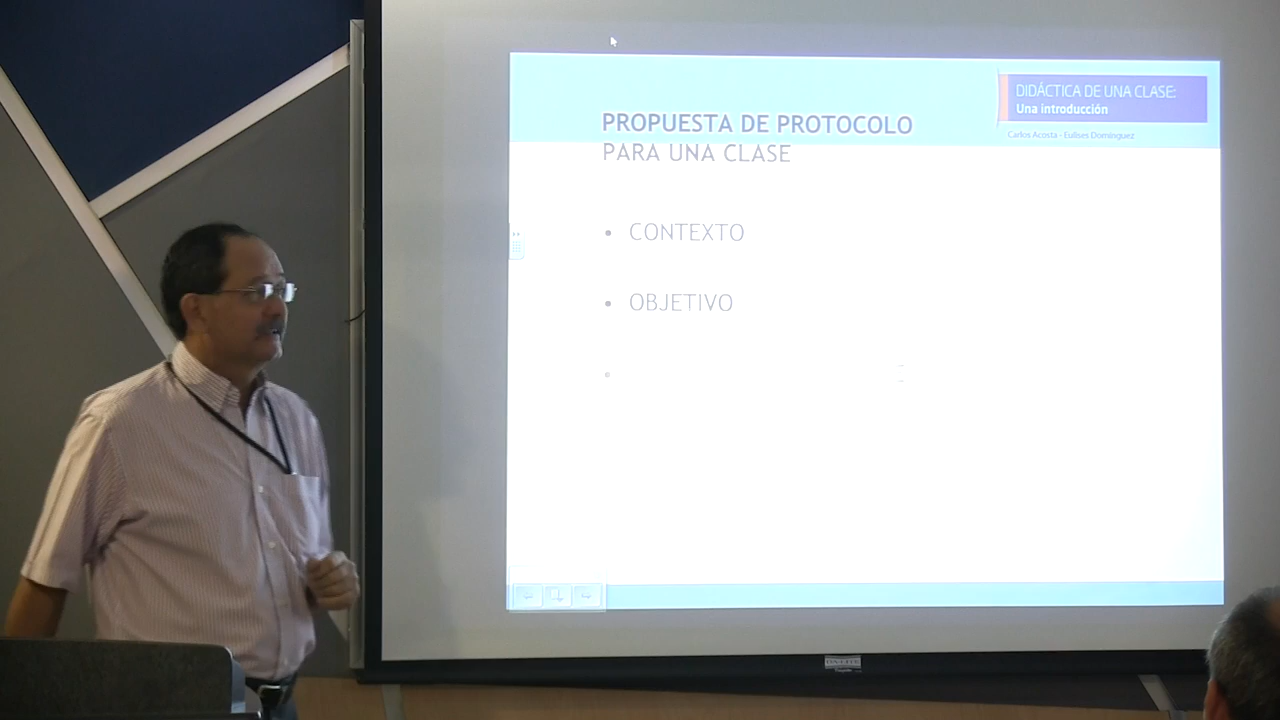 DIDÁCTICA DE UNA CLASE:
Una introducción
Carlos Acosta - Eulises Domínguez
PROPUESTA DE PROTOCOLO
PARA UNA CLASE
• CONTEXTO
• OBJETIVO
•